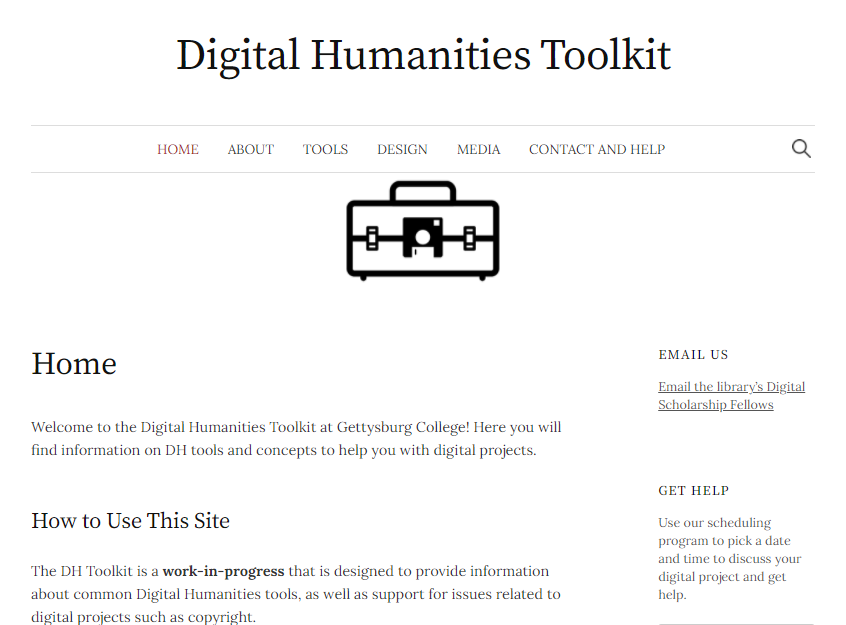 Digital Humanities Toolkit
HOME ABOUT TOOLS DESIGN MEDIA CONTACT AND HELP
Home
Welcome to the Digital Humanities Toolkit at Gettysburg College! Here you will
find information on DH tools and concepts to help you with digital projects.
How to Use This Site
The DH Toolkit is a work-in-progress that is designed to provide information
about common Digital Humanities tools, as well as support for issues related to
digital projects such as copyright.
EMAIL US
Email the library’s Digital
Scholarship Fellows
GET HELP
Use our scheduling
program to pick a date
and time to discuss your
digital project and get
help.